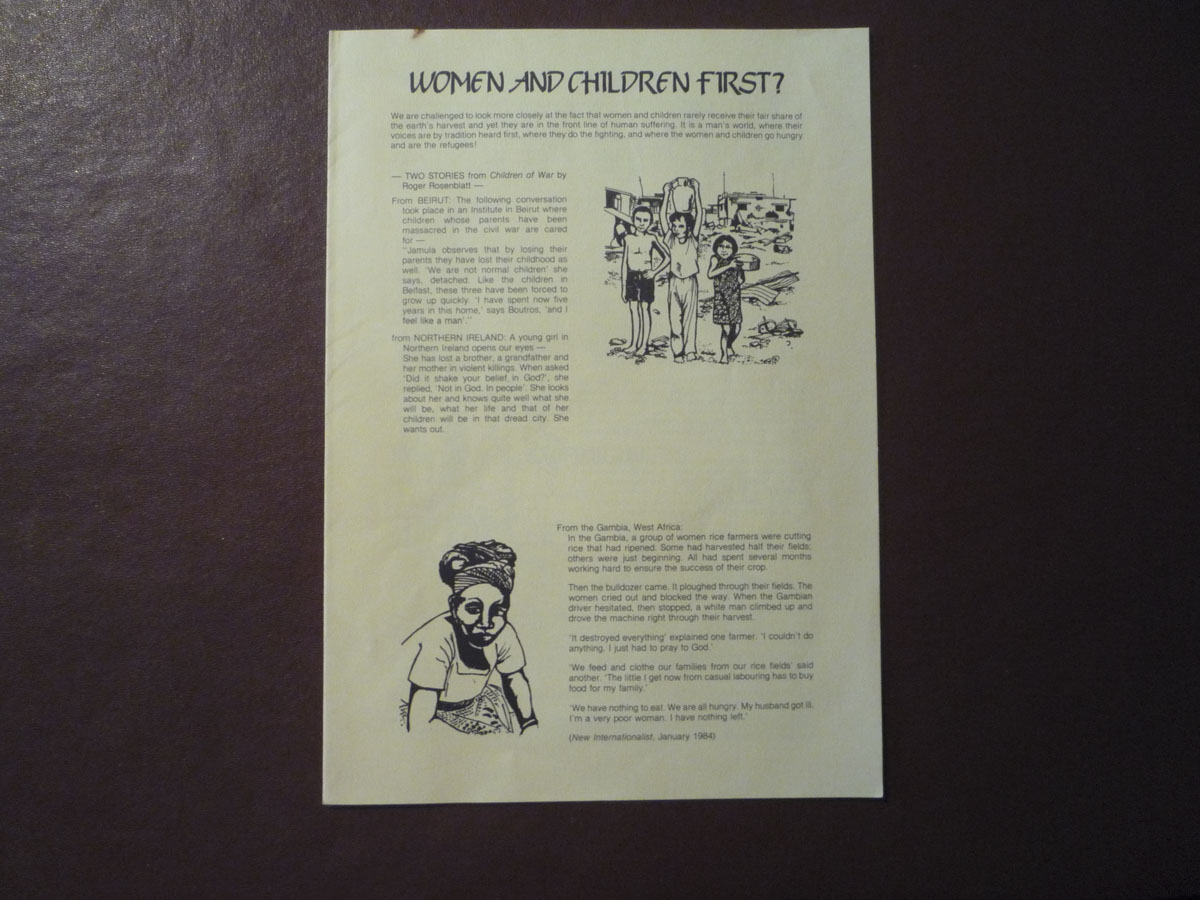 WOMEN AND CHILDREN FIRST?
We are challenged to look more closely at the fact that women and children rarely receive their fair share of
the earth's harvest and yet they are in the front line of human suffering. It is a man's world, where their
voices are by tradition heard first, where they do the fighting, and where the women and children go hungry
and are the refugees!
— TWO STORIES from Children of War by
Roger Rosenblatt —
From BEIRUT: The following conversation
took place in an Institute in Beirut where
children whose parents have been
massacred in the civil war are cared
for —
"Jamula observes that by losing their
parents they have lost their childhood as
well. 'We are not normal children' she
says, detached. Like the children in
Belfast, these three have been forced to
grow up quickly. 'I have spent now five
years in this home,' says Boutros, 'and I
feel like a man'."
from NORTHERN IRELAND: A young girl in
Northern Ireland opens our eyes —
She has lost a brother, a grandfather and
her mother in violent killings. When asked
'Did it shake your belief in God?', she
replied, 'Not in God. In people'. She looks
about her and knows quite well what she
will be, what her life and that of her
children will be in that dread city. She
wants out.
From the Gambia, West Africa:
In the Gambia, a group of women rice farmers were cutting
rice that had ripened. Some had harvested half their fields;
others were just beginning. All had spent several months
working hard to ensure the success of their crop.
Then the bulldozer came. It ploughed through their fields. The
women cried out and blocked the way. When the Gambian
driver hesitated, then stopped, a white man climbed up and
drove the machine right through their harvest.
'It destroyed everything' explained one farmer. 'I couldn't do
anything. I just had to pray to God.'
'We feed and clothe our families from our rice fields' said
another. 'The little I get now from casual labouring has to buy
food for my family.'
'We have nothing to eat. We are all hungry. My husband got ill.
I'm a very poor woman. I have nothing left.'
(New Internationalist, January 1984)